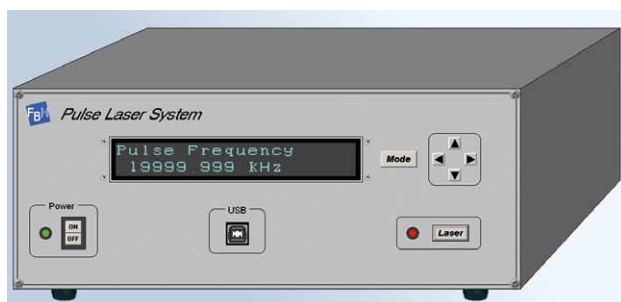 FBH
Pulse Laser System
Pulse Frequency
19999 999 KHz
Mode
Power
ON
OFF
USB
Laser